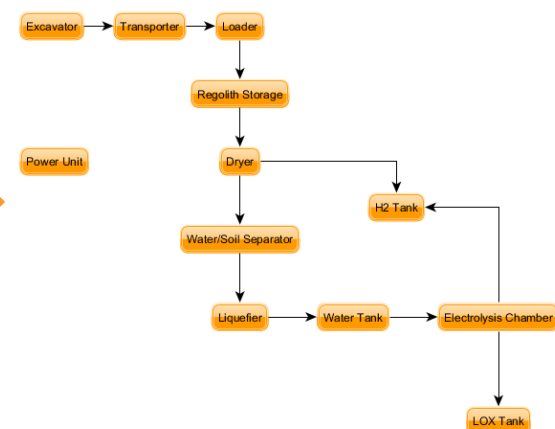 Excavator
Transporter
Loader
Regolith Storage
Power Unit
Dryer
H2 Tank
Water/Soil Separator
Liquefier
Water Tank
Electrolysis Chamber
LOX Tank